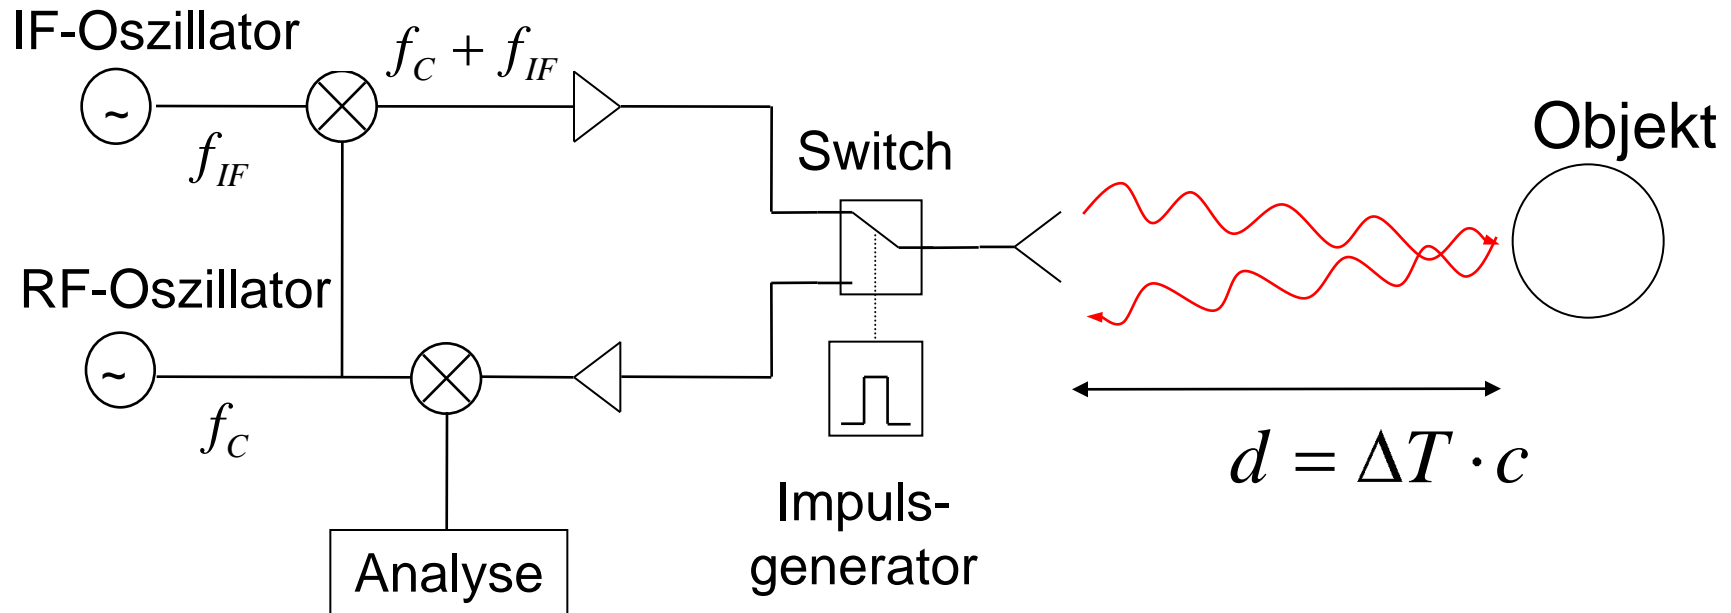 IF-Oszillator
f_C + f_IF
~
f_IF
Switch
Objekt
RF-Oszillator
~
f_C
d = ΔT · c
Impuls-
generator
Analyse